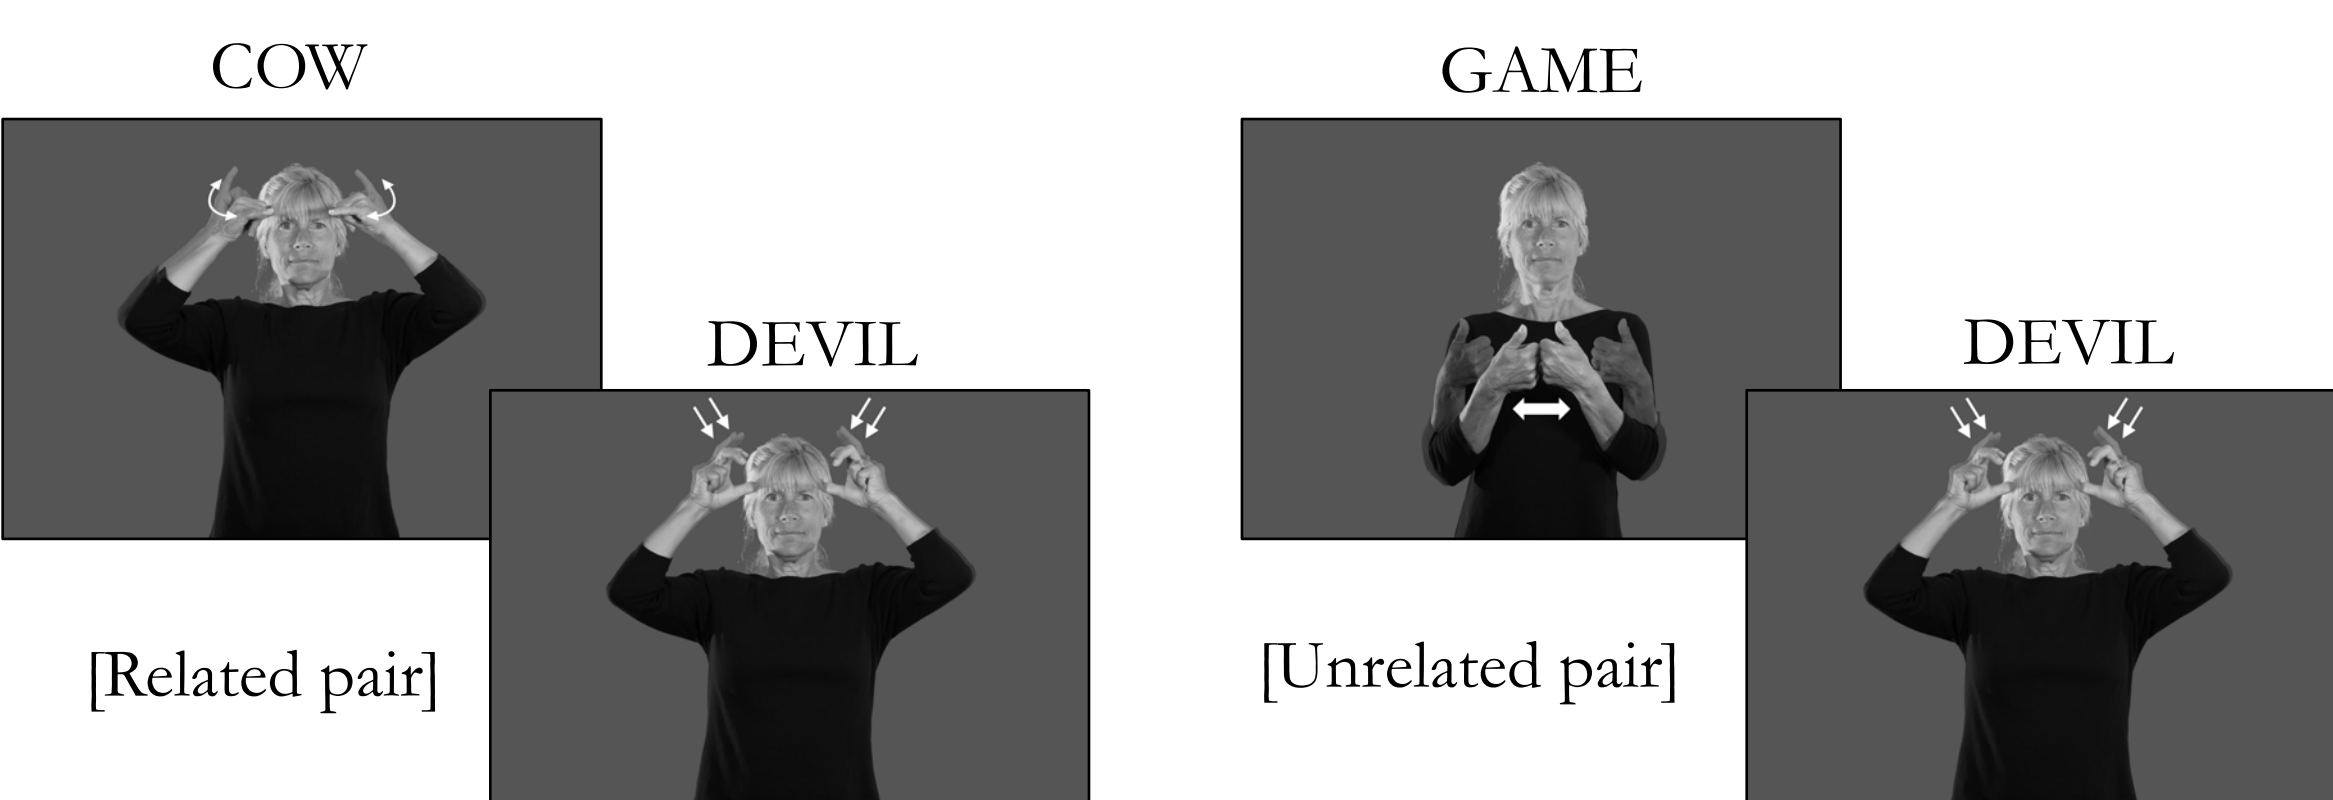 COW
DEVIL
[Related pair]
GAME
DEVIL
[Unrelated pair]